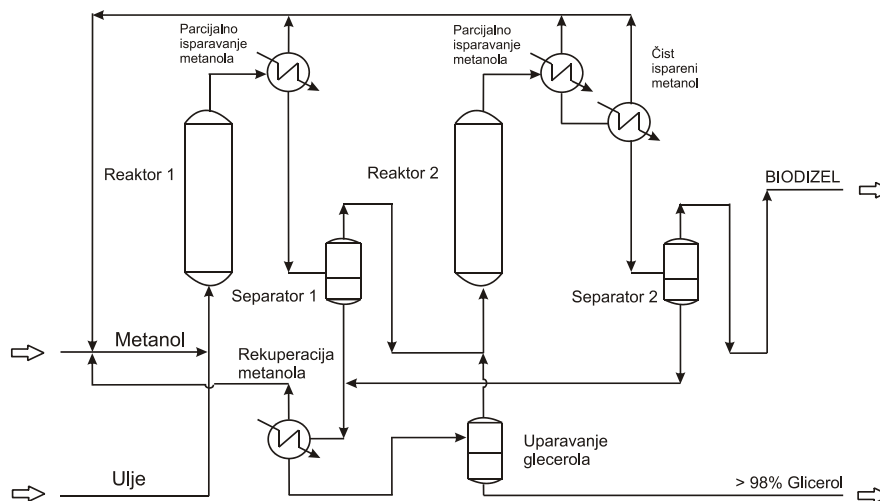 Parcijalno
isparavanje
metanola
Parcijalno
isparavanje
metanola
Čist
ispareni
metanol
Reaktor 1
Reaktor 2
BIODIZEL
Separator 1
Separator 2
Metanol
Rekuperacija
metanola
Uparavanje
glecerola
Ulje
> 98% Glicerol